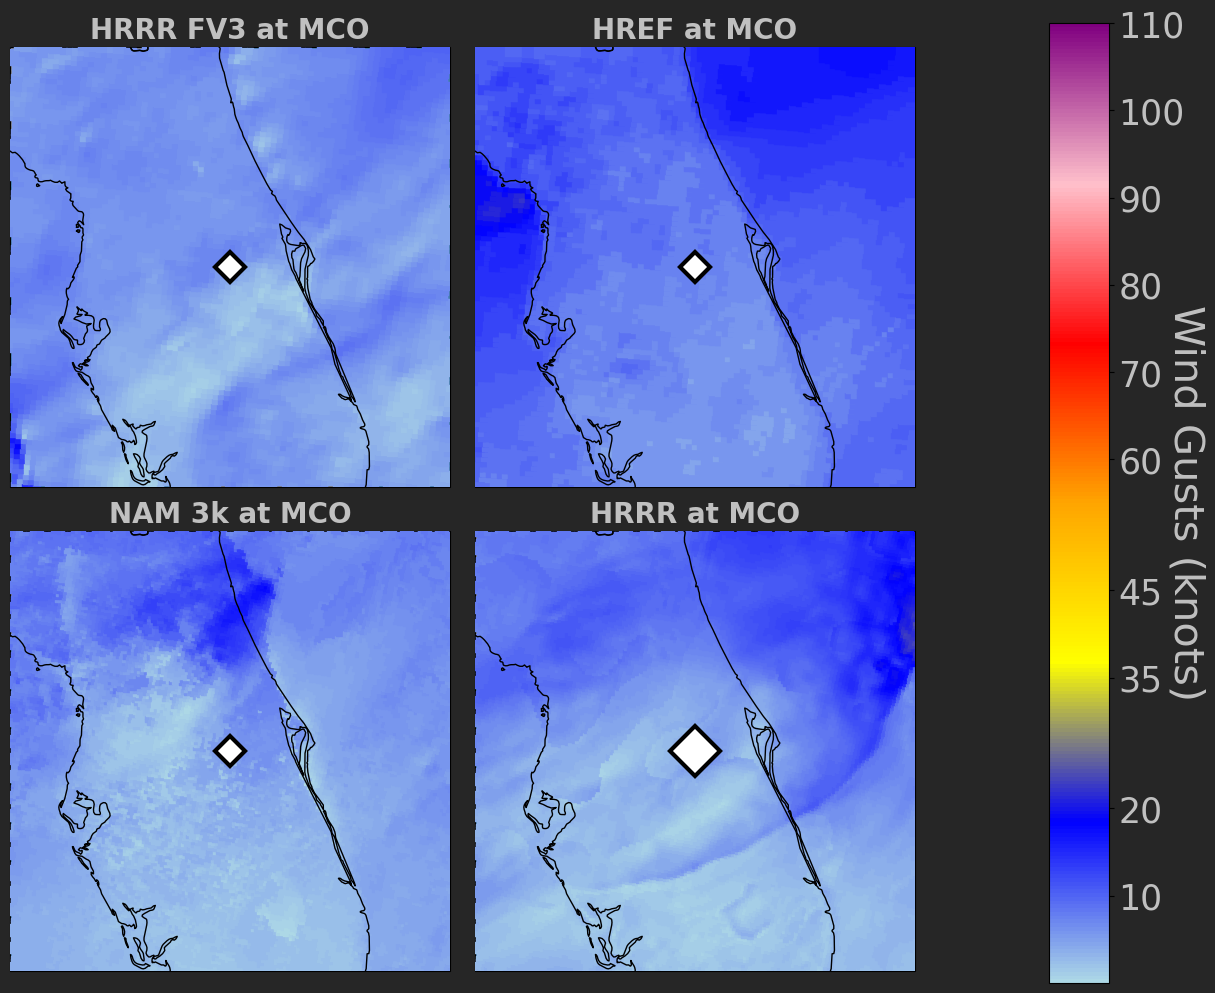 HRRR FV3 at MCO
HREF at MCO
NAM 3k at MCO
HRRR at MCO
110
100
90
80
70
60
45
35
20
10
Wind Gusts (knots)